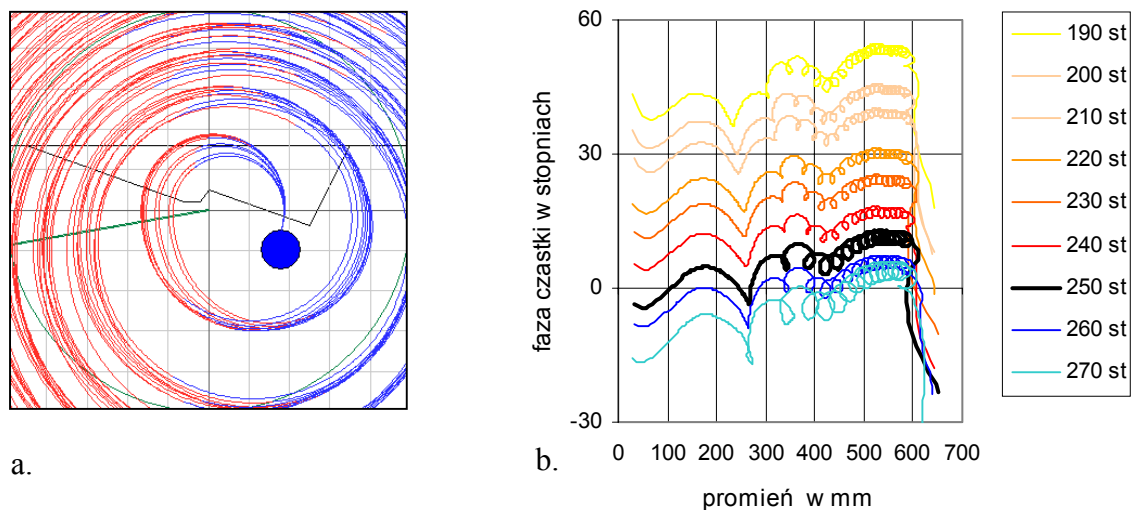 a.
b.
faza czastki w stopniach
60
30
0
-30
0 100 200 300 400 500 600 700
promień w mm
190 st
200 st
210 st
220 st
230 st
240 st
250 st
260 st
270 st